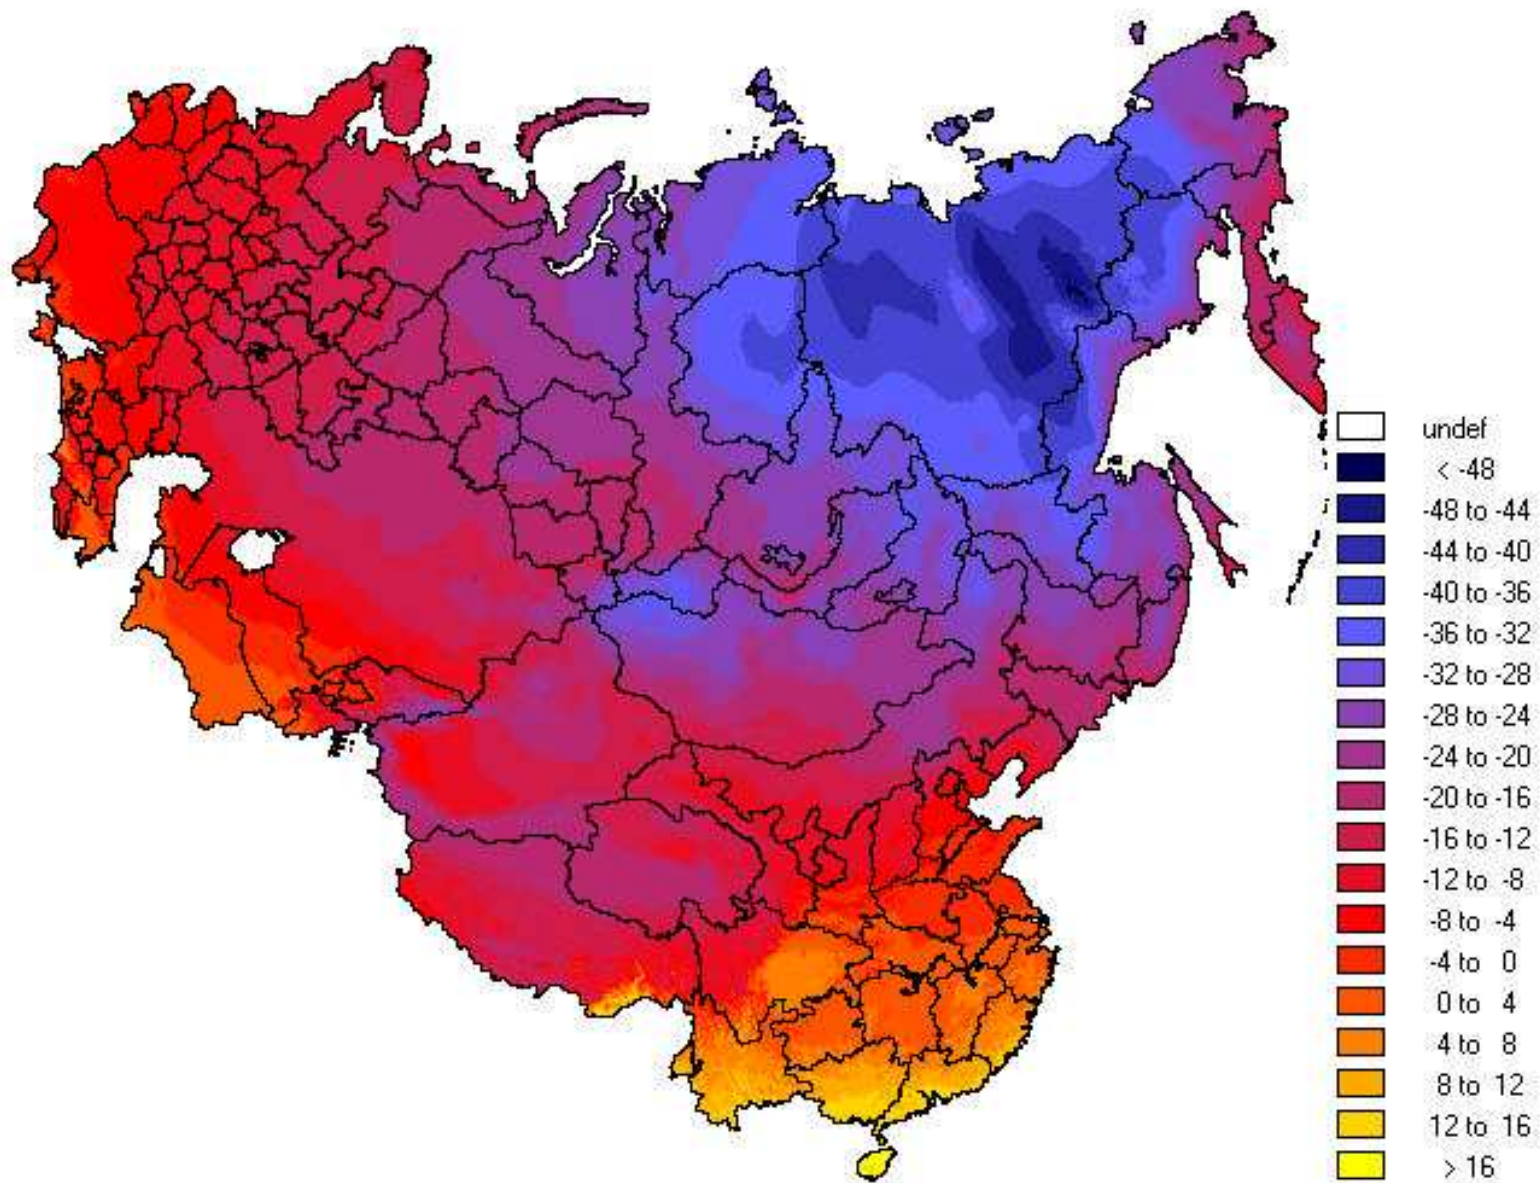 undef
< -48
-48 to -44
-44 to -40
-40 to -36
-36 to -32
-32 to -28
-28 to -24
-24 to -20
-20 to -16
-16 to -12
-12 to -8
-8 to -4
-4 to 0
0 to 4
4 to 8
8 to 12
12 to 16
> 16